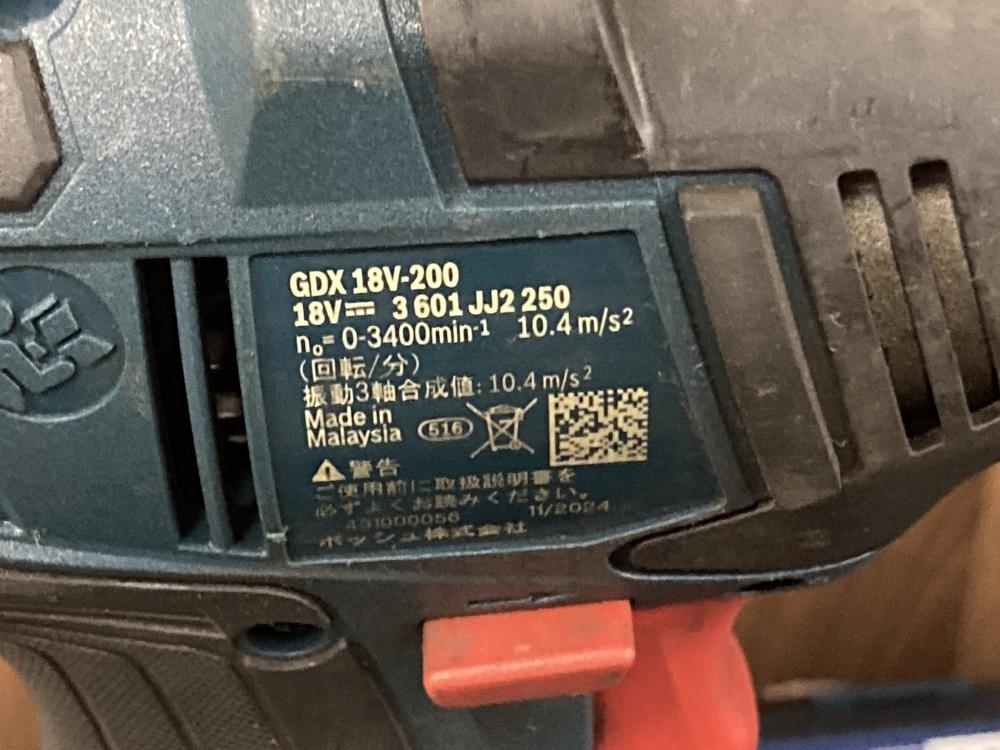 GDX 18V-200
18V⎓ 3 601 JJ2 250
n₀= 0-3400min⁻¹ 10.4 m/s²
(回転/分)
振動3軸合成値: 10.4 m/s²
Made in
Malaysia
516
⚠警告
ご使用前に取扱説明書を
必ずよくお読みください。
431000056 11/2024
ボッシュ株式会社